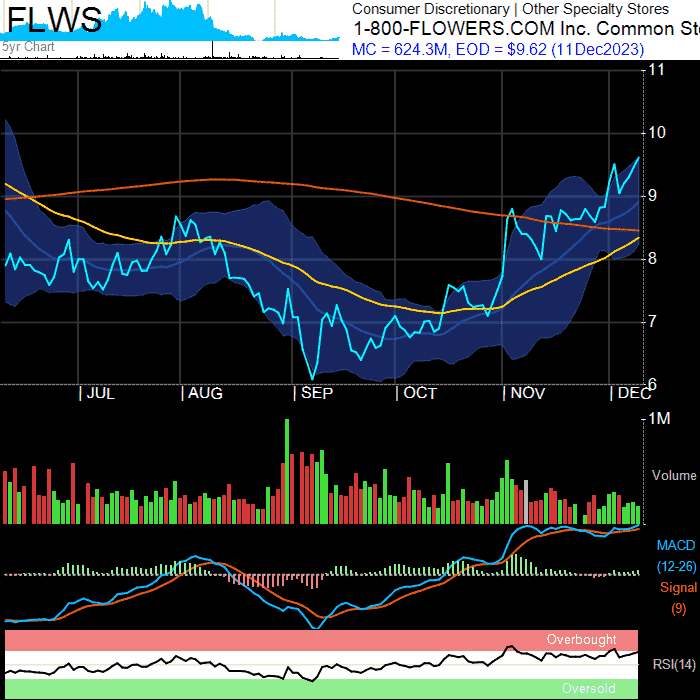 FLWS
5yr Chart
Consumer Discretionary | Other Specialty Stores
1-800-FLOWERS.COM Inc. Common Sto
MC = 624.3M, EOD = $9.62 (11Dec2023)
11
10
9
8
7
6
JUL AUG SEP OCT NOV DEC
1M
Volume
MACD
(12-26)
Signal
(9)
Overbought
RSI(14)
Oversold